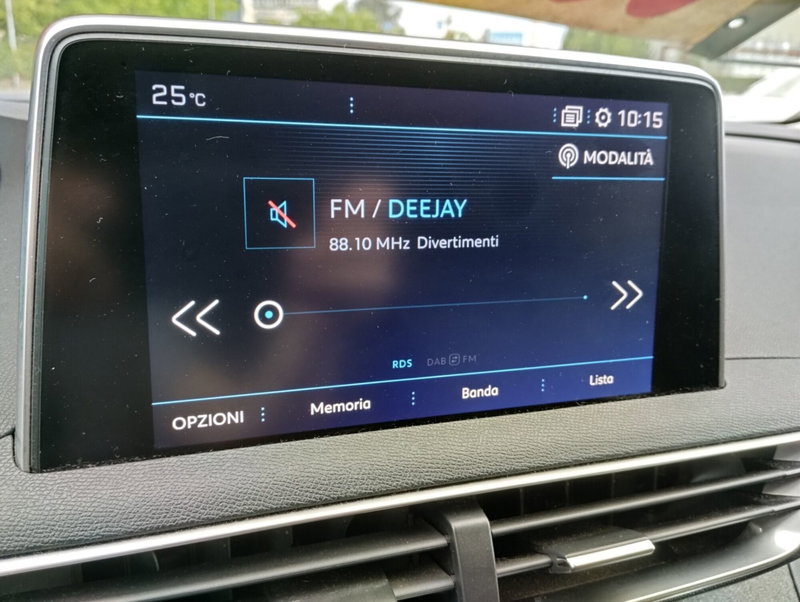 25°C
10:15
MODALITÀ
FM / DEEJAY
88.10 MHz Divertimenti
RDS DAB FM
OPZIONI Memoria Banda Lista